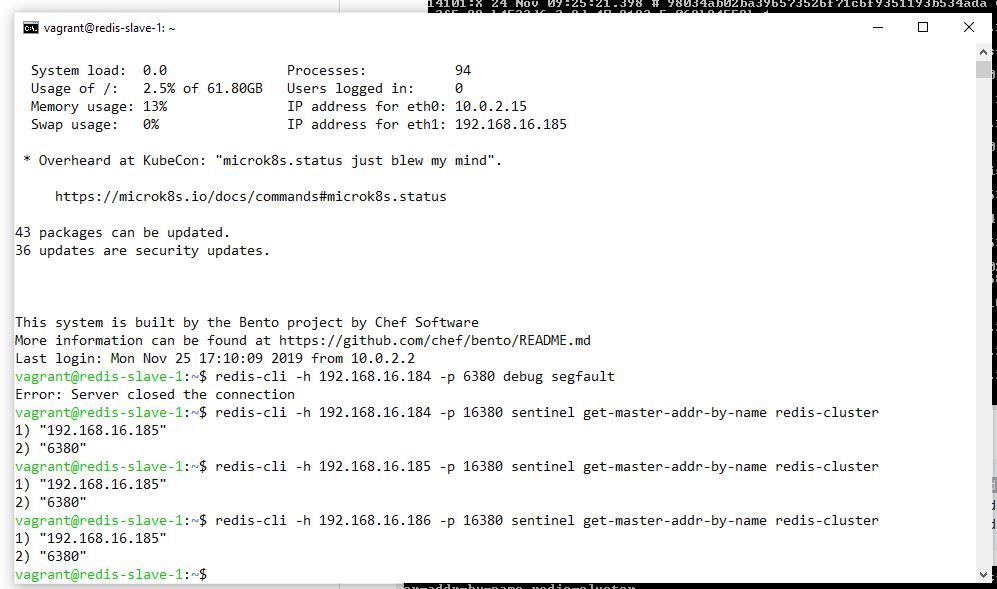 14101:X 24 Nov 09:25:21.398 # 98034ab02ba396573526f71c6f9351193b534ada
vagrant@redis-slave-1: ~
System load: 0.0 Processes: 94
Usage of /: 2.5% of 61.80GB Users logged in: 0
Memory usage: 13% IP address for eth0: 10.0.2.15
Swap usage: 0% IP address for eth1: 192.168.16.185
* Overheard at KubeCon: "microk8s.status just blew my mind".
https://microk8s.io/docs/commands#microk8s.status
43 packages can be updated.
36 updates are security updates.
This system is built by the Bento project by Chef Software
More information can be found at https://github.com/chef/bento/README.md
Last login: Mon Nov 25 17:10:09 2019 from 10.0.2.2
vagrant@redis-slave-1:~$ redis-cli -h 192.168.16.184 -p 6380 debug segfault
Error: Server closed the connection
vagrant@redis-slave-1:~$ redis-cli -h 192.168.16.184 -p 16380 sentinel get-master-addr-by-name redis-cluster
1) "192.168.16.185"
2) "6380"
vagrant@redis-slave-1:~$ redis-cli -h 192.168.16.185 -p 16380 sentinel get-master-addr-by-name redis-cluster
1) "192.168.16.185"
2) "6380"
vagrant@redis-slave-1:~$ redis-cli -h 192.168.16.186 -p 16380 sentinel get-master-addr-by-name redis-cluster
1) "192.168.16.185"
2) "6380"
vagrant@redis-slave-1:~$